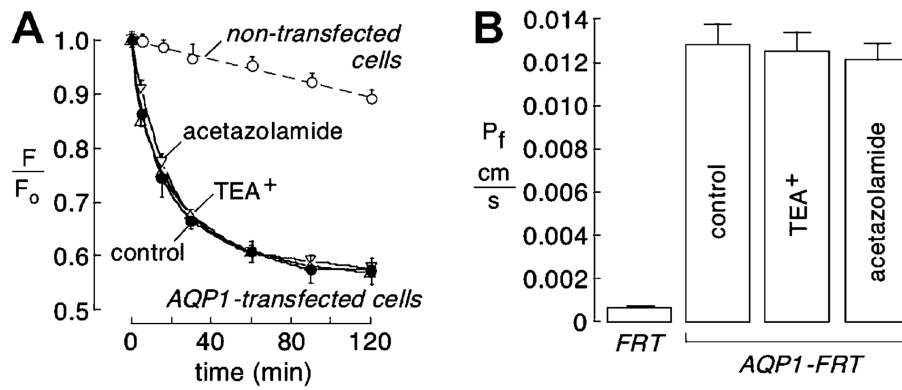 A
1.0
0.9
0.8
0.7
0.6
0.5
F
F₀
non-transfected
cells
acetazolamide
TEA⁺
control
AQP1-transfected cells
0 40 80 120
time (min)
B
0.014
0.012
0.010
0.008
0.006
0.004
0.002
0
P_f
cm
s
control
TEA⁺
acetazolamide
FRT
AQP1-FRT